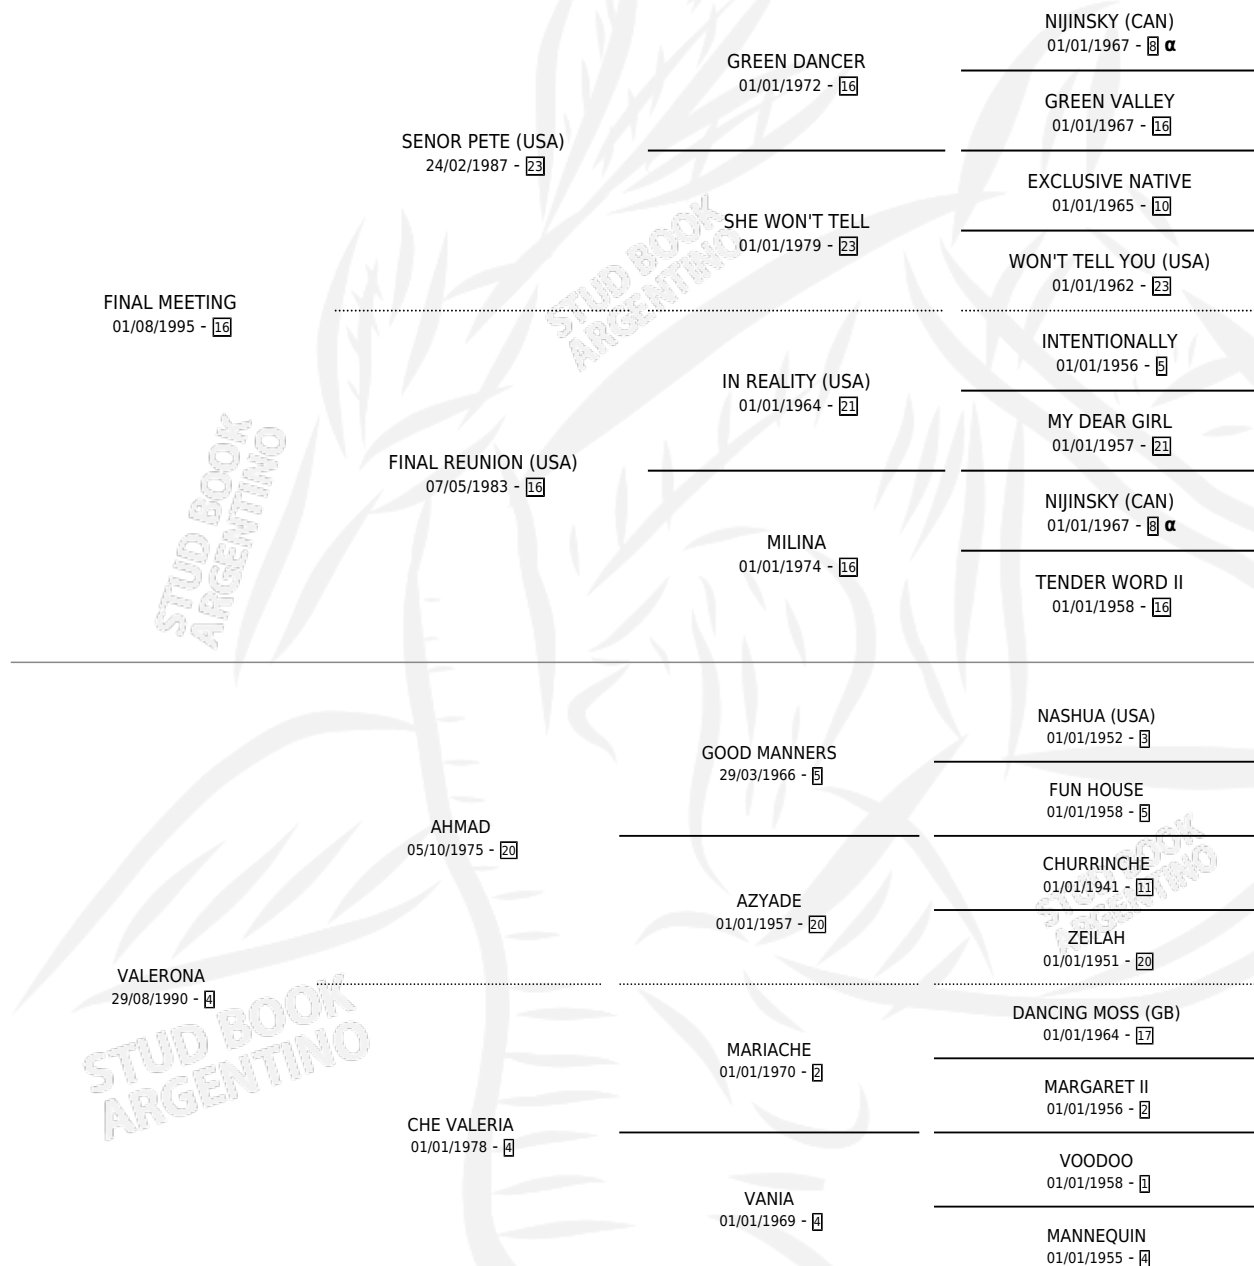 NIJINSKY (CAN)
01/01/1967 - 8 α
GREEN DANCER
01/01/1972 - 16
GREEN VALLEY
01/01/1967 - 16
SENOR PETE (USA)
24/02/1987 - 23
EXCLUSIVE NATIVE
01/01/1965 - 10
SHE WON'T TELL
01/01/1979 - 23
WON'T TELL YOU (USA)
01/01/1962 - 23
FINAL MEETING
01/08/1995 - 16
STUD BOOK
ARGENTINO
INTENTIONALLY
01/01/1956 - 5
IN REALITY (USA)
01/01/1964 - 21
MY DEAR GIRL
01/01/1957 - 21
FINAL REUNION (USA)
07/05/1983 - 16
NIJINSKY (CAN)
01/01/1967 - 8 α
MILINA
01/01/1974 - 16
TENDER WORD II
01/01/1958 - 16
STUD BOOK
ARGENTINO
NASHUA (USA)
01/01/1952 - 3
GOOD MANNERS
29/03/1966 - 5
FUN HOUSE
01/01/1958 - 5
AHMAD
05/10/1975 - 20
CHURRINCHE
01/01/1941 - 11
AZYADE
01/01/1957 - 20
ZEILAH
01/01/1951 - 20
STUD BOOK
ARGENTINO
VALERONA
29/08/1990 - 4
DANCING MOSS (GB)
01/01/1964 - 17
MARIACHE
01/01/1970 - 2
MARGARET II
01/01/1956 - 2
STUD BOOK
ARGENTINO
CHE VALERIA
01/01/1978 - 4
VOODOO
01/01/1958 - 1
VANIA
01/01/1969 - 4
MANNEQUIN
01/01/1955 - 4